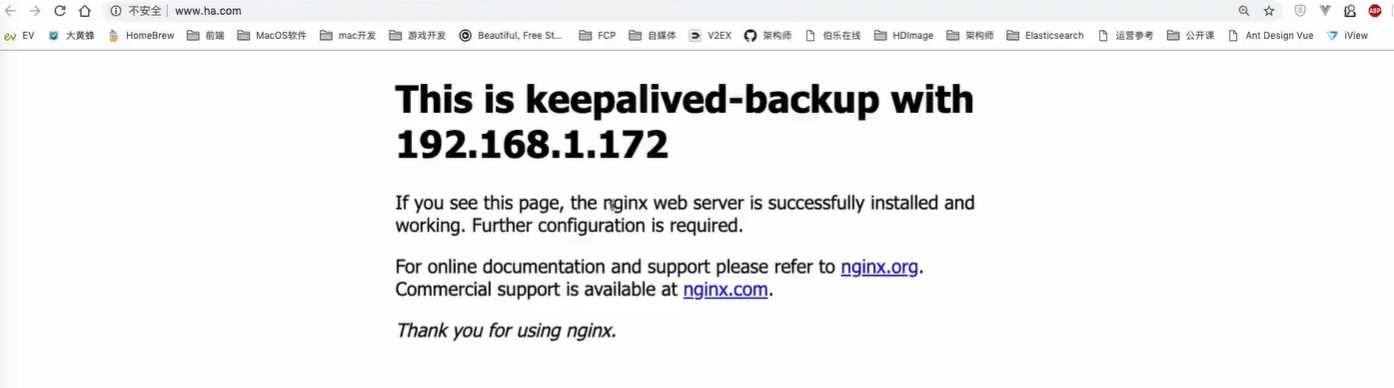 不安全 www.ha.com
EV 大黄蜂 HomeBrew 前端 MacOS软件 mac开发 游戏开发 Beautiful, Free St... FCP 自媒体 V2EX 架构师 伯乐在线 HDImage 架构师 Elasticsearch 运营参考 公开课 Ant Design Vue iView
This is keepalived-backup with
192.168.1.172
If you see this page, the nginx web server is successfully installed and
working. Further configuration is required.
For online documentation and support please refer to nginx.org.
Commercial support is available at nginx.com.
Thank you for using nginx.